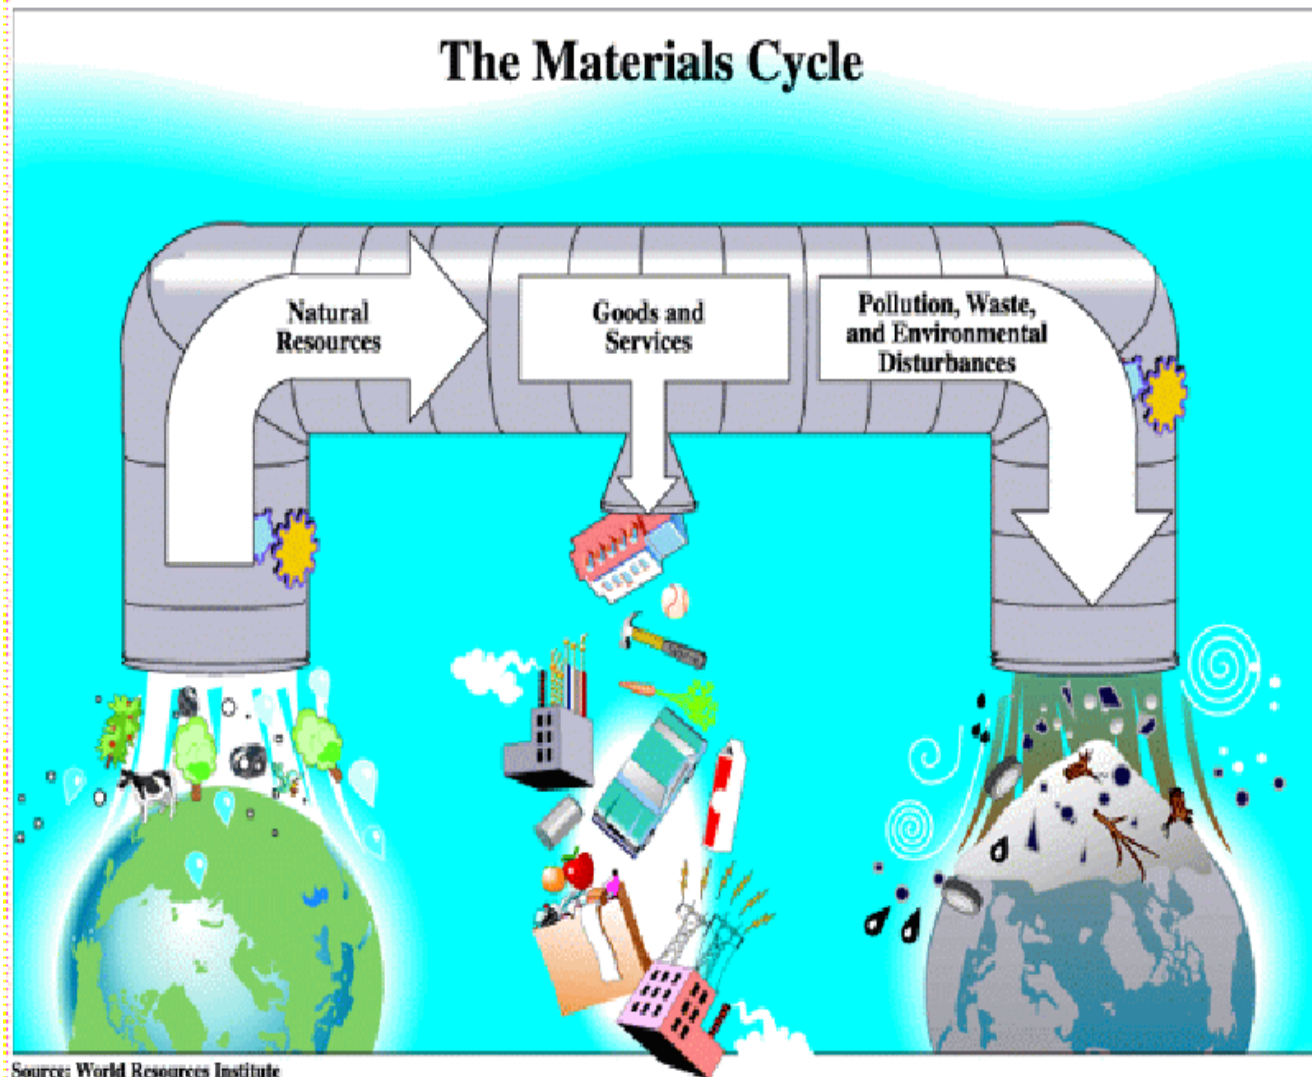 The Materials Cycle
Natural
Resources
Goods and
Services
Pollution, Waste,
and Environmental
Disturbances
Source: World Resources Institute